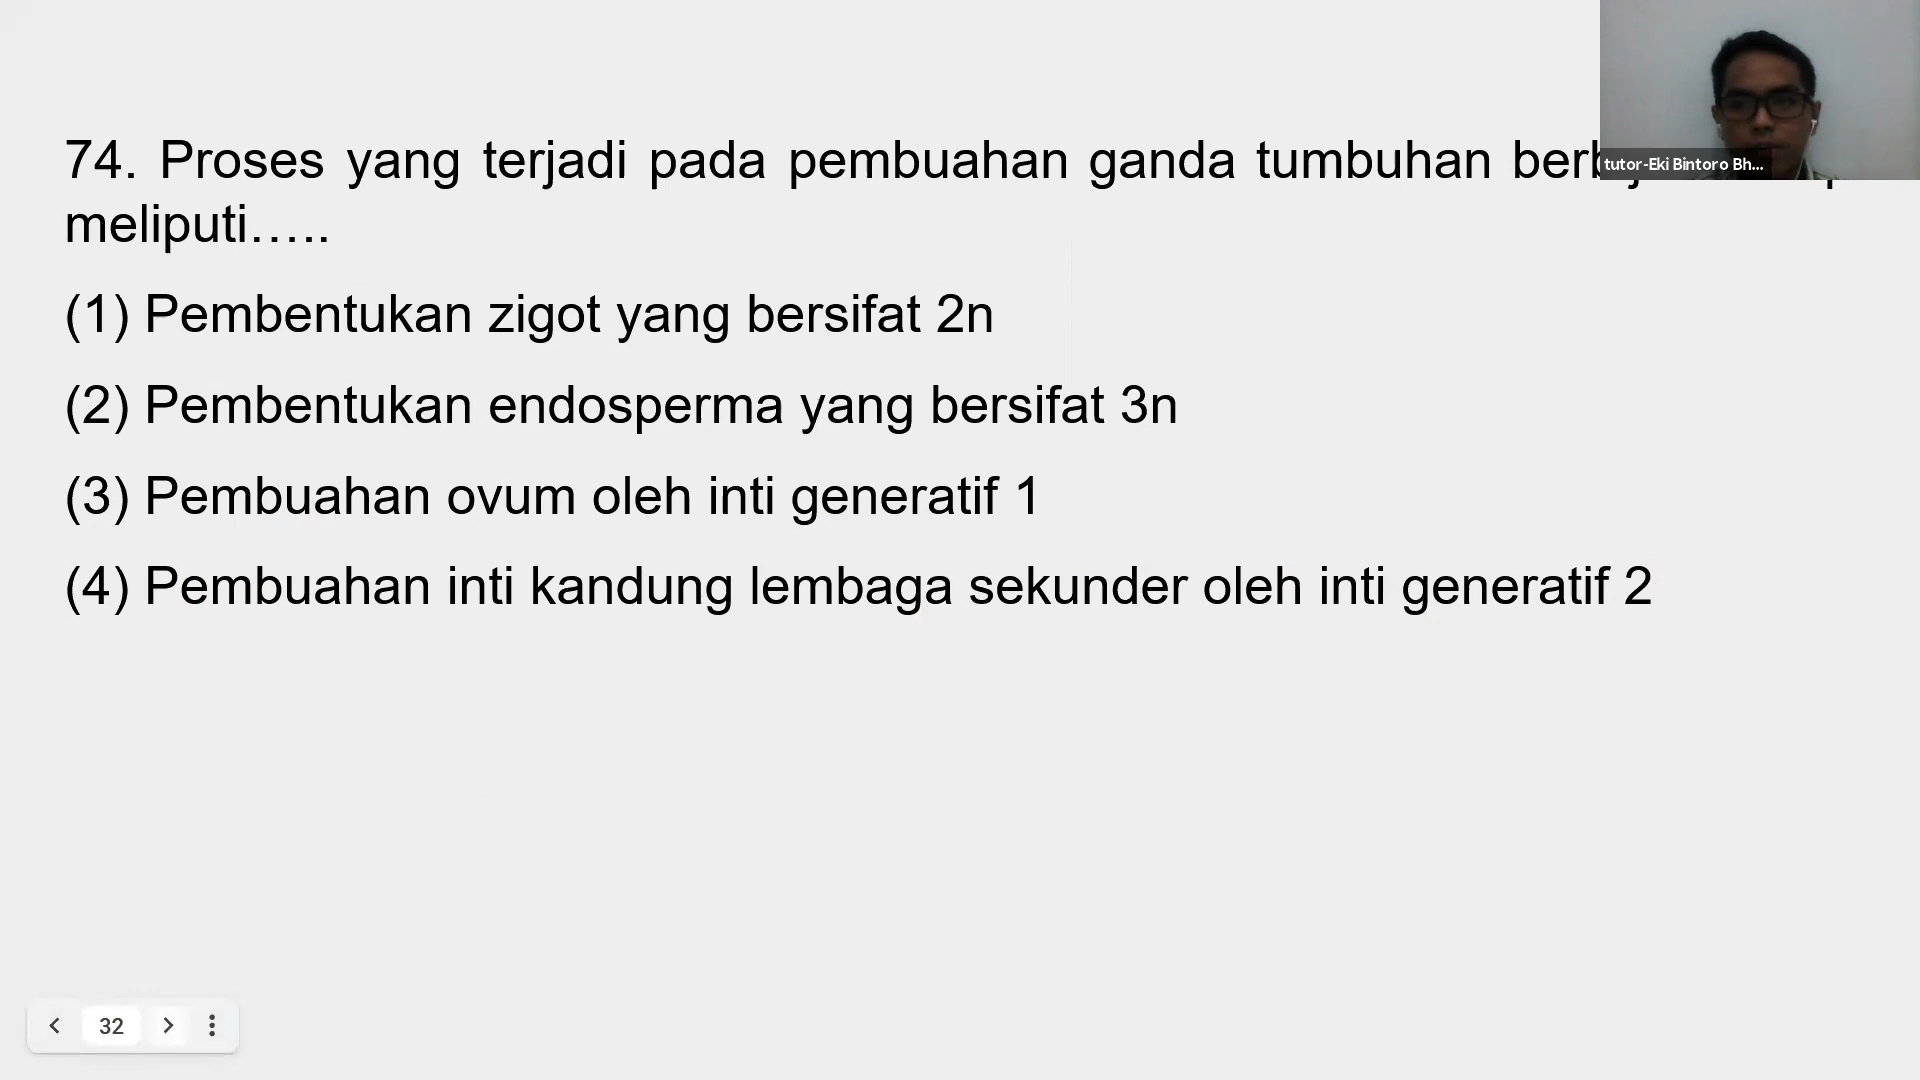 74. Proses yang terjadi pada pembuahan ganda tumbuhan
meliputi…..
(1) Pembentukan zigot yang bersifat 2n
(2) Pembentukan endosperma yang bersifat 3n
(3) Pembuahan ovum oleh inti generatif 1
(4) Pembuahan inti kandung lembaga sekunder oleh inti generatif 2
tutor-Eki Bintoro Bh...
32